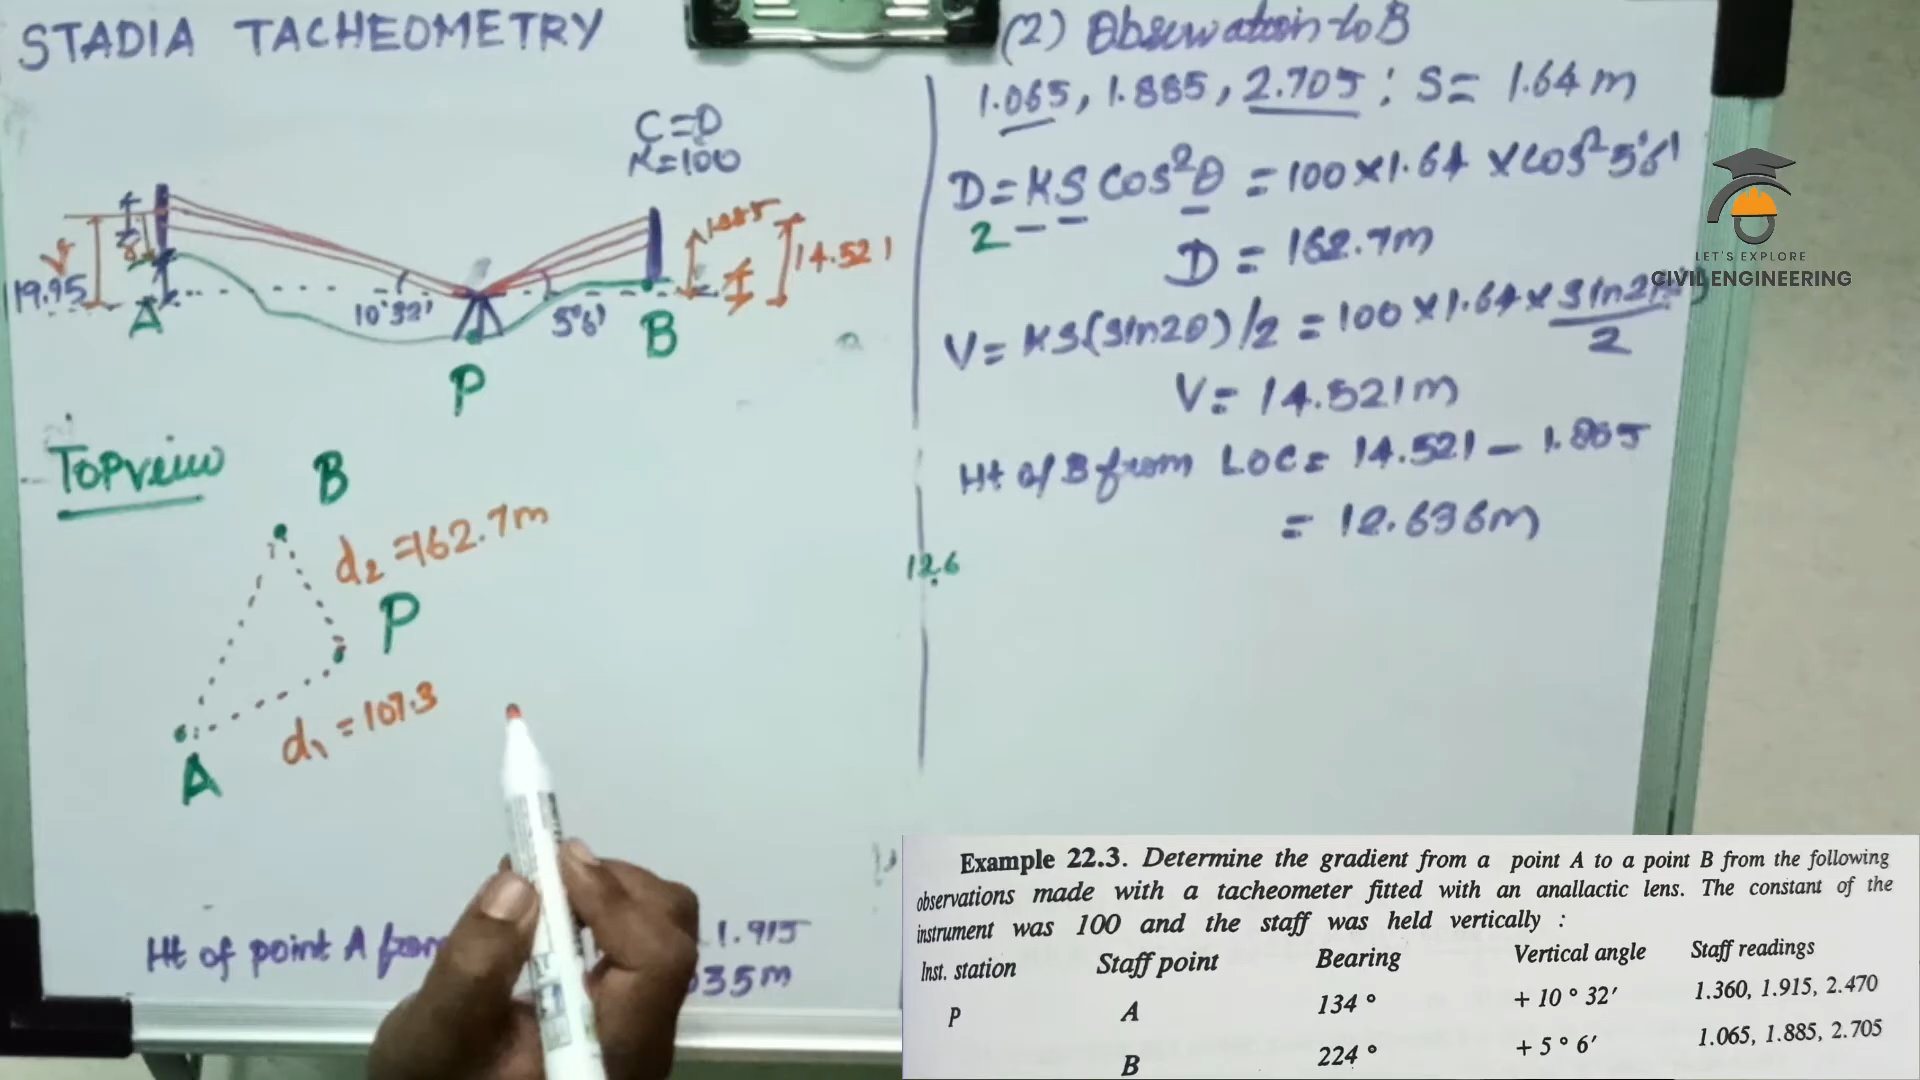 STADIA TACHEOMETRY
C=D
K=100
19.95
V
A
10°32'
P
5°6'
B
1.885
14.521
Top view
B
d2 =162.7m
P
d1 = 107.3
A
Ht of point A from
1.915
035m
(2) Observation to B
1.065, 1.885, 2.705 : S= 1.64 m
D= KS Cos²θ = 100×1.64 ×Cos²5°6'
2
D = 162.7m
V= KS(Sin2θ)/2 = 100 × 1.64 ×
2
V= 14.521m
Ht of B from LOC= 14.521 – 1.885
= 12.636m
12.6
LET'S EXPLORE
CIVIL ENGINEERING
Example 22.3. Determine the gradient from a point A to a point B from the following
observations made with a tacheometer fitted with an anallactic lens. The constant of the
instrument was 100 and the staff was held vertically :
Inst. station Staff point Bearing Vertical angle Staff readings
P A 134 ° + 10 ° 32′ 1.360, 1.915, 2.470
B 224 ° + 5 ° 6′ 1.065, 1.885, 2.705